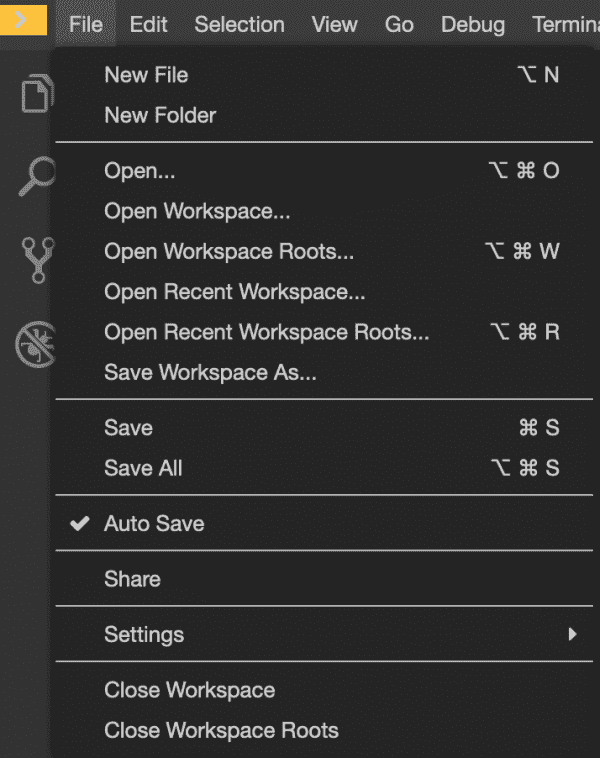 File Edit Selection View Go Debug Termina
New File ⌥ N
New Folder
Open... ⌥ ⌘ O
Open Workspace...
Open Workspace Roots... ⌥ ⌘ W
Open Recent Workspace...
Open Recent Workspace Roots... ⌥ ⌘ R
Save Workspace As...
Save ⌘ S
Save All ⌥ ⌘ S
Auto Save
Share
Settings
Close Workspace
Close Workspace Roots